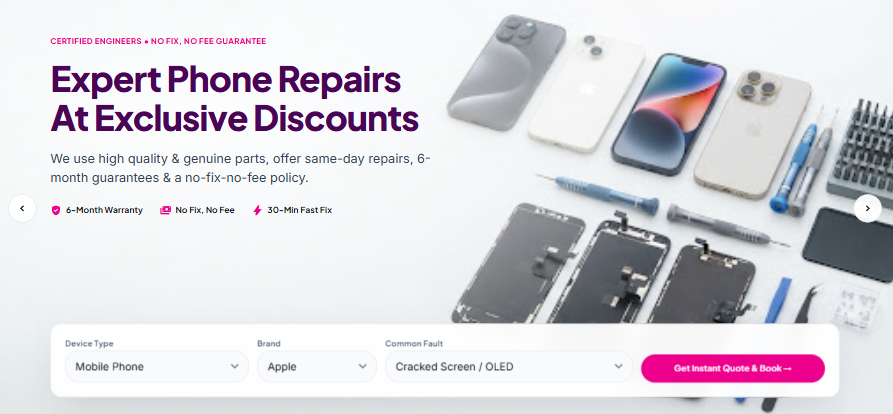 CERTIFIED ENGINEERS • NO FIX, NO FEE GUARANTEE
Expert Phone Repairs
At Exclusive Discounts
We use high quality & genuine parts, offer same-day repairs, 6-
month guarantees & a no-fix-no-fee policy.
6-Month Warranty
No Fix, No Fee
30-Min Fast Fix
Device Type
Brand
Common Fault
Mobile Phone
Apple
Cracked Screen / OLED
Get Instant Quote & Book →